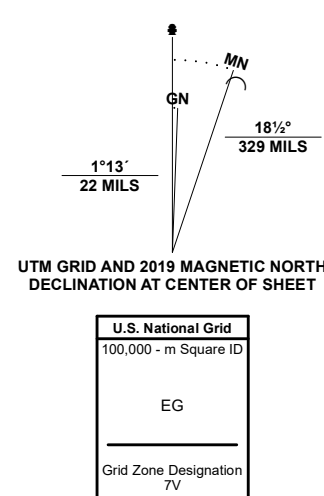 MN
GN
18½°
329 MILS
1°13´
22 MILS
UTM GRID AND 2019 MAGNETIC NORTH
DECLINATION AT CENTER OF SHEET
U.S. National Grid
100,000 - m Square ID
EG
Grid Zone Designation
7V